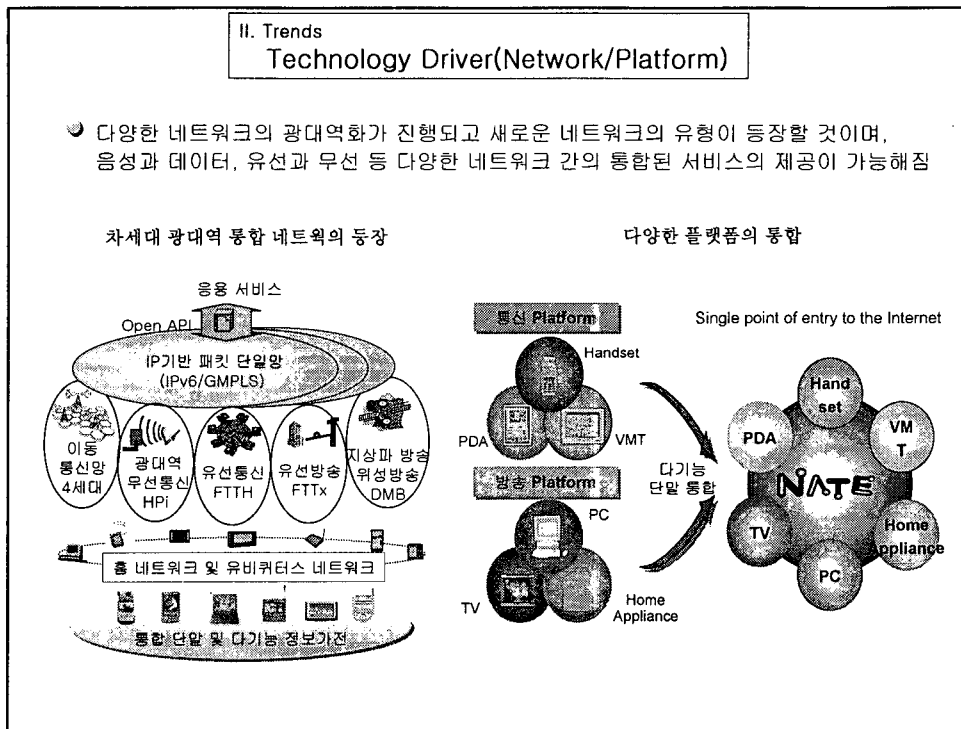 II. Trends
Technology Driver(Network/Platform)
다양한 네트워크의 광대역화가 진행되고 새로운 네트워크의 유형이 등장할 것이며,
음성과 데이터, 유선과 무선 등 다양한 네트워크 간의 통합된 서비스의 제공이 가능해짐
차세대 광대역 통합 네트웍의 등장
응용 서비스
Open API
IP기반 패킷 단일망
(IPv6/GMPLS)
이동
통신망
4세대
광대역
무선통신
HPi
유선통신
FTTH
유선방송
FTTx
지상파 방송
위성방송
DMB
홈 네트워크 및 유비쿼터스 네트워크
통합 단말 및 다기능 정보가전
다양한 플랫폼의 통합
통신 Platform
Handset
PDA
VMT
방송 Platform
PC
TV
Home
Appliance
다기능
단말 통합
Single point of entry to the Internet
Hand
set
PDA
VM
T
NATE
TV
Home
Appliance
PC